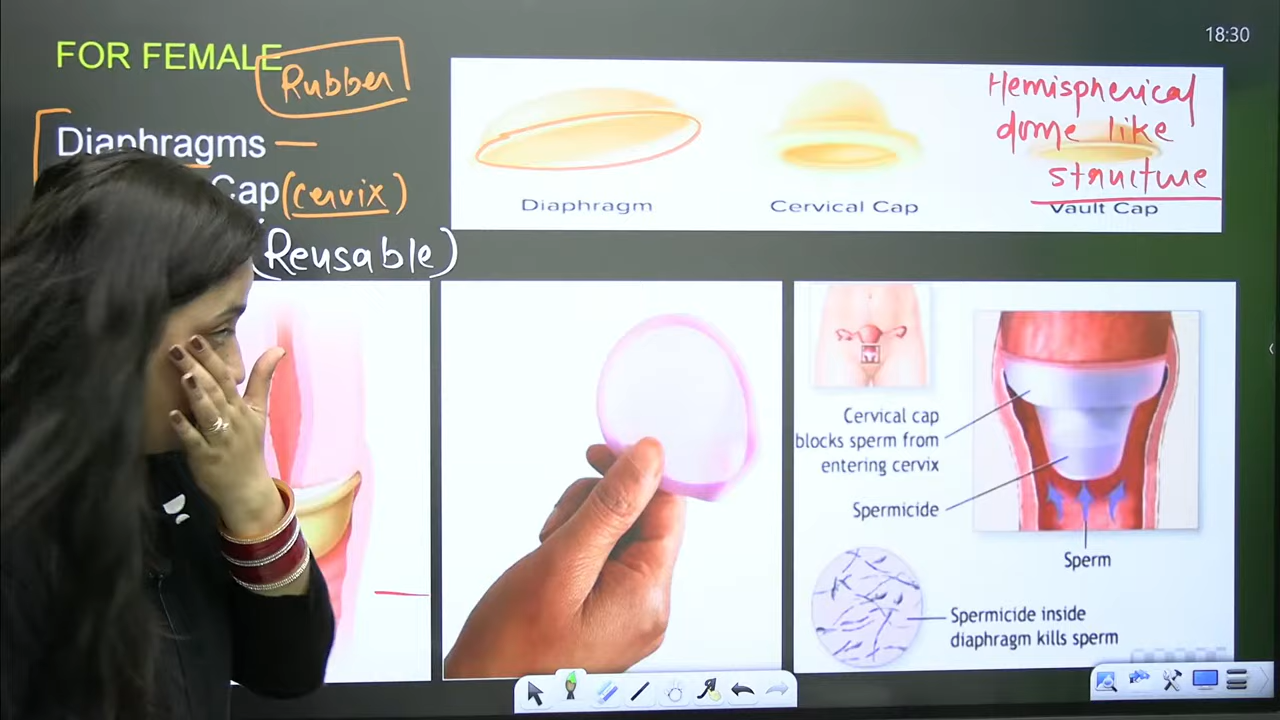 18:30
FOR FEMALE
Rubber
Diaphragms —
Cap (cervix)
(Reusable)
Hemispherical
dome like
structure
Diaphragm
Cervical Cap
Vault Cap
Cervical cap
blocks sperm from
entering cervix
Spermicide
Sperm
Spermicide inside
diaphragm kills sperm